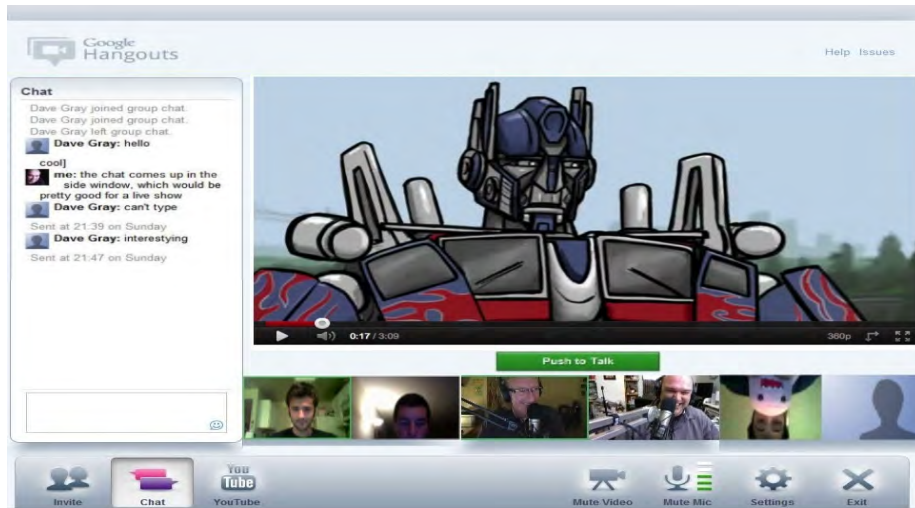 Google
Hangouts
Help Issues
Chat
Dave Gray joined group chat.
Dave Gray joined group chat.
Dave Gray left group chat.
Dave Gray: hello
cool]
me: the chat comes up in the
side window, which would be
pretty good for a live show
Dave Gray: can't type
Sent at 21:39 on Sunday
Dave Gray: interestying
Sent at 21:47 on Sunday
0:17 / 3:09
360p
Push to Talk
Invite
Chat
You
Tube
YouTube
Mute Video
Mute Mic
Settings
Exit